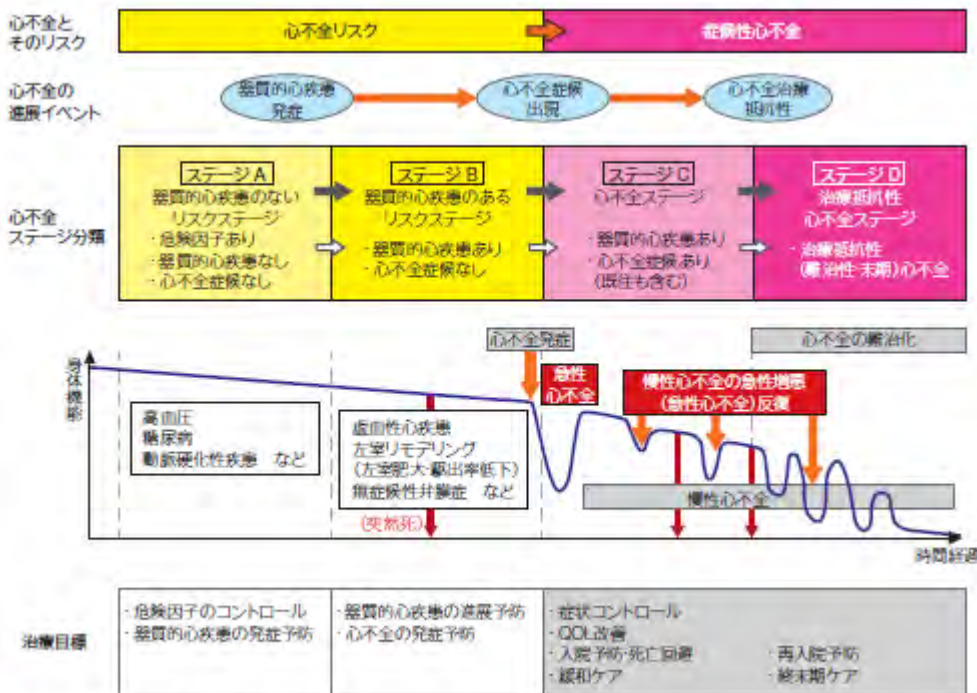 心不全と
そのリスク
心不全リスク
症候性心不全
心不全の
進展イベント
器質的心疾患
発症
心不全症候
出現
心不全治療
抵抗性
心不全
ステージ分類
ステージA
器質的心疾患のない
リスクステージ
・危険因子あり
・器質的心疾患なし
・心不全症候なし
ステージB
器質的心疾患のある
リスクステージ
・器質的心疾患あり
・心不全症候なし
ステージC
心不全ステージ
・器質的心疾患あり
・心不全症候あり
(既往も含む)
ステージD
治療抵抗性
心不全ステージ
・治療抵抗性
(難治性・末期)心不全
身体機能
心不全発症
心不全の難治化
急性
心不全
慢性心不全の急性増悪
(急性心不全)反復
高血圧
糖尿病
動脈硬化性疾患 など
虚血性心疾患
左室リモデリング
(左室肥大・駆出率低下)
無症候性弁膜症 など
(突然死)
慢性心不全
時間経過
治療目標
・危険因子のコントロール
・器質的心疾患の発症予防
・器質的心疾患の進展予防
・心不全の発症予防
・症状コントロール
・QOL改善
・入院予防・死亡回避
・緩和ケア
・再入院予防
・終末期ケア